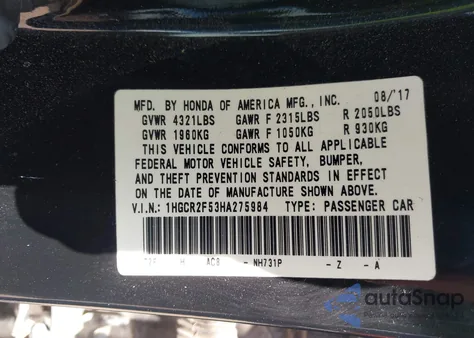 MFD. BY HONDA OF AMERICA MFG., INC. 08/'17
GVWR 4321LBS GAWR F 2315LBS R 2050LBS
GVWR 1960KG GAWR F 1050KG R 930KG
THIS VEHICLE CONFORMS TO ALL APPLICABLE
FEDERAL MOTOR VEHICLE SAFETY, BUMPER,
AND THEFT PREVENTION STANDARDS IN EFFECT
ON THE DATE OF MANUFACTURE SHOWN ABOVE.
V.I.N.: 1HGCR2F53HA275984 TYPE: PASSENGER CAR
H AC8 - NH731P - Z - A
autoSnap